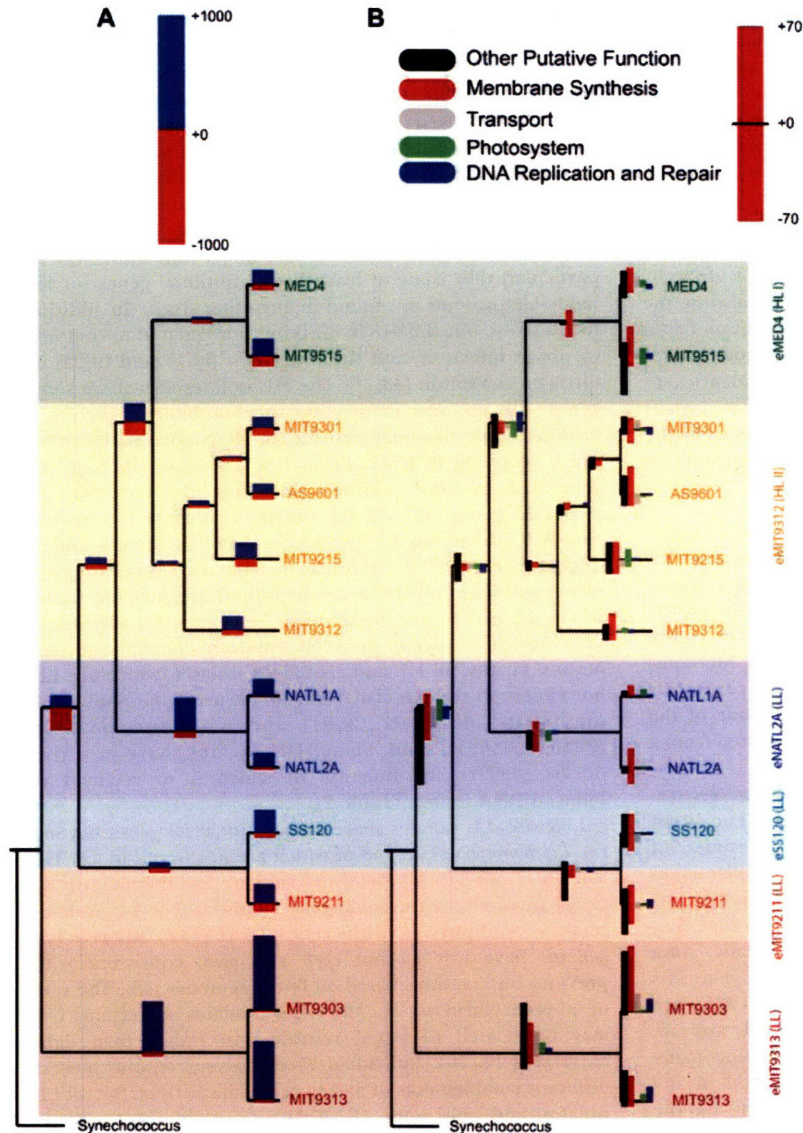 A
+1000
+0
-1000
B
Other Putative Function
Membrane Synthesis
Transport
Photosystem
DNA Replication and Repair
+70
+0
-70
MED4
MIT9515
MIT9301
AS9601
MIT9215
MIT9312
NATL1A
NATL2A
SS120
MIT9211
MIT9303
MIT9313
Synechococcus
MED4
MIT9515
MIT9301
AS9601
MIT9215
MIT9312
NATL1A
NATL2A
SS120
MIT9211
MIT9303
MIT9313
Synechococcus
eMED4 (HL I)
eMIT9312 (HL II)
eNATL2A (LL)
eSS120 (LL)
eMIT9211 (LL)
eMIT9313 (LL)